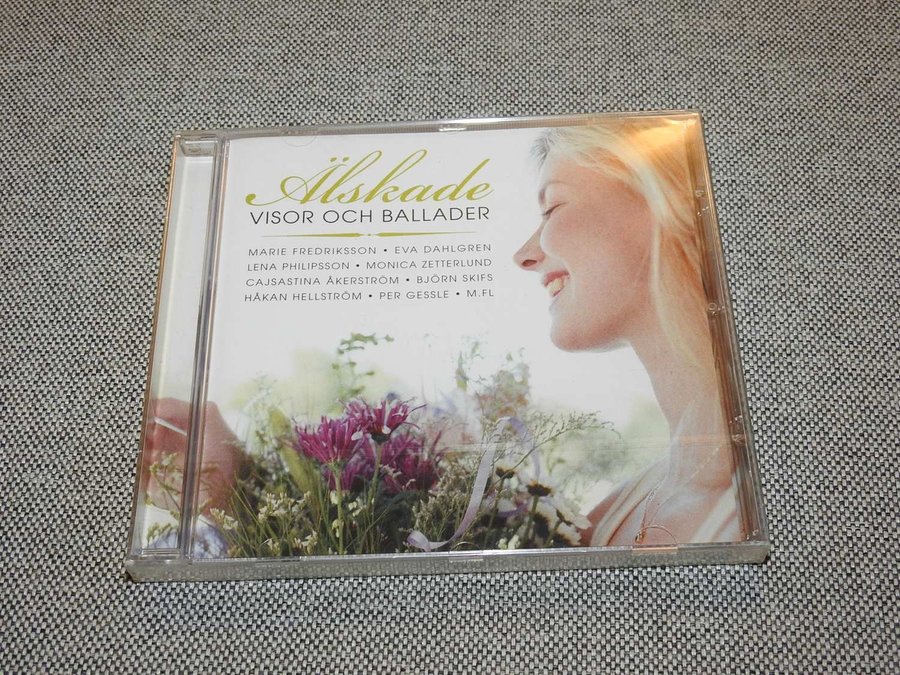 Älskade
VISOR OCH BALLADER
MARIE FREDRIKSSON • EVA DAHLGREN
LENA PHILIPSSON • MONICA ZETTERLUND
CAJSASTINA ÅKERSTRÖM • BJÖRN SKIFS
HÅKAN HELLSTRÖM • PER GESSLE • M.FL